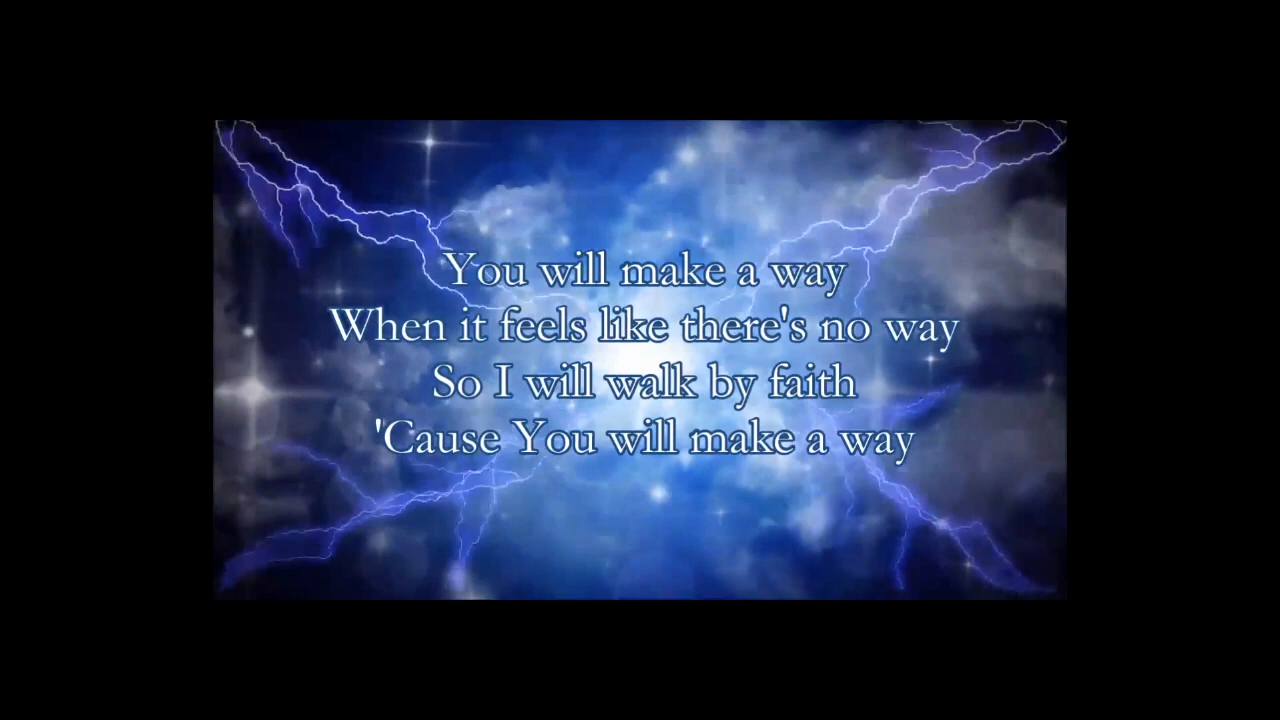 You will make a way
When it feels like there's no way
So I will walk by faith
'Cause You will make a way